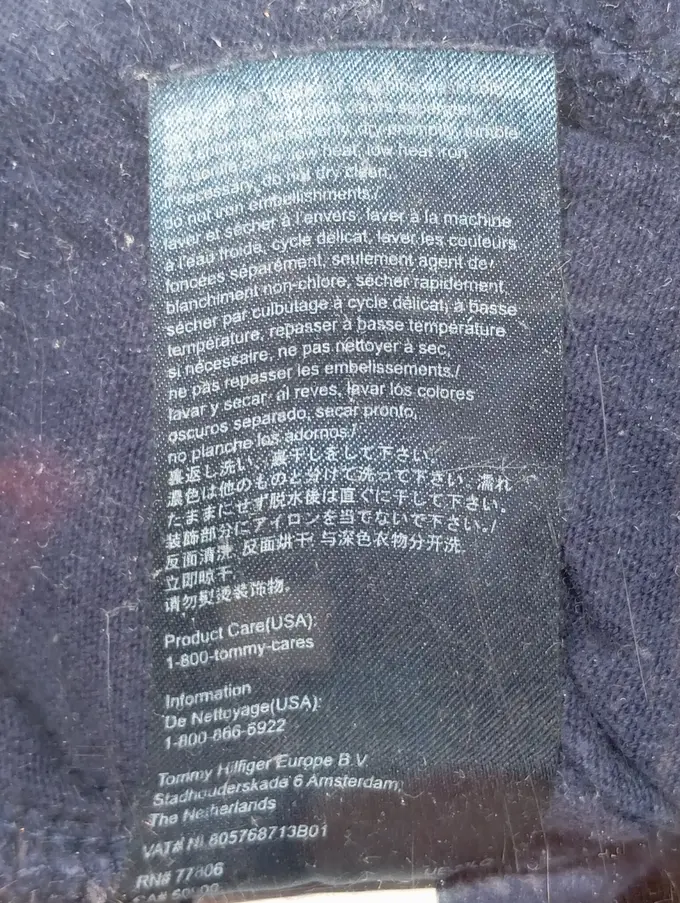 dry promptly, tumble
heat, low heat iron
if necessary, do not dry clean,
do not iron embellishments./
laver et sécher à l'envers, laver à la machine
à l'eau froide, cycle délicat, laver les couleurs
foncées séparément, seulement agent de/
blanchiment non-chlore, sécher rapidement,
sécher par culbutage à cycle délicat, à basse
température, repasser à basse température
si nécessaire, ne pas nettoyer à sec,
ne pas repasser les embelissements./
lavar y secar al reves, lavar los colores
oscuros separado, secar pronto,
no planche los adornos./
裏返し洗い、裏干しをして下さい。
濃色は他のものと分けて洗って下さい。濡れ
たままにせず脱水後は直ぐに干して下さい。
装飾部分にアイロンを当てないで下さい。/
反面清洗, 反面烘干, 与深色衣物分开洗.
立即晾干.
请勿熨烫装饰物.
Product Care(USA):
1-800-tommy-cares
Information
De Nettoyage(USA):
1-800-866-6922
Tommy Hilfiger Europe B.V.
Stadhouderskade 6 Amsterdam,
The Netherlands
VAT# NL805768713B01
RN# 77806